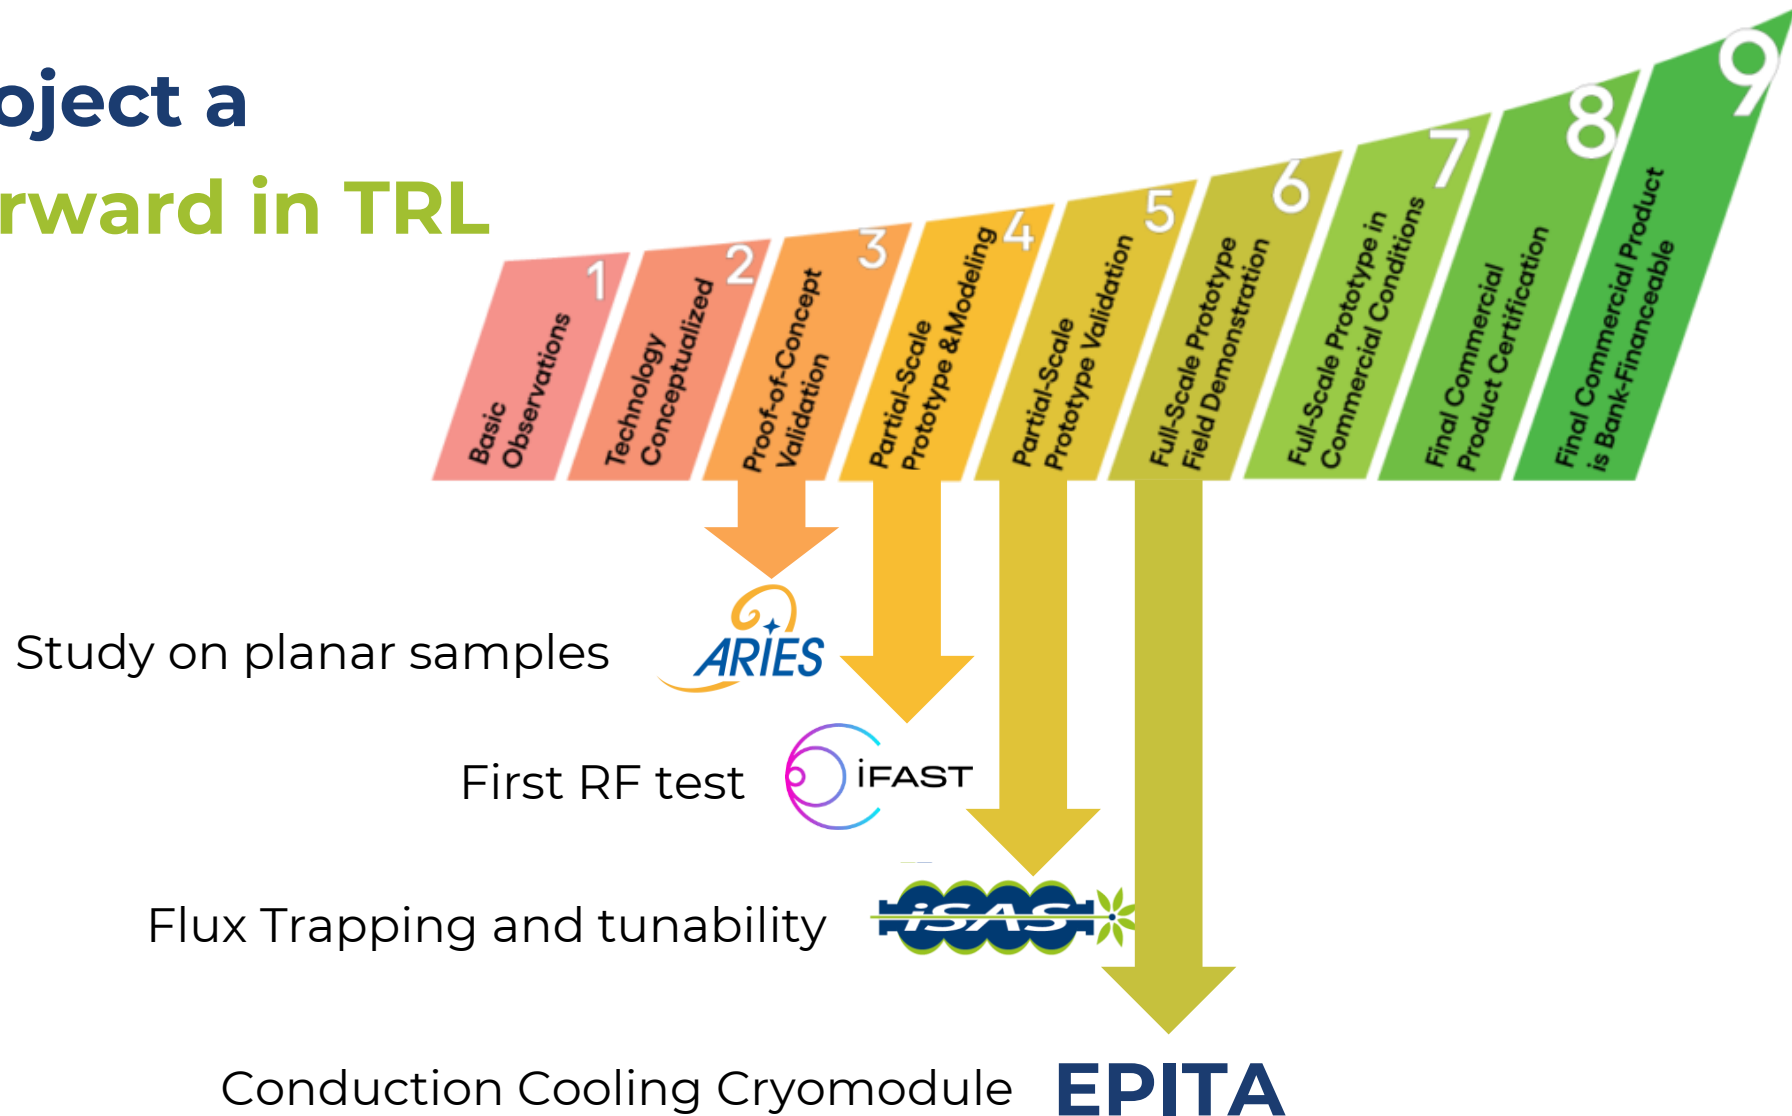 oject a
rward in TRL
1
Basic
Observations
2
Technology
Conceptualized
3
Proof-of-Concept
Validation
4
Partial-Scale
Prototype & Modeling
5
Partial-Scale
Prototype Validation
6
Full-Scale Prototype
Field Demonstration
7
Full-Scale Prototype in
Commercial Conditions
8
Final Commercial
Product Certification
9
Final Commercial Product
is Bank-Financeable
Study on planar samples
ARIES
First RF test
iFAST
Flux Trapping and tunability
iSAS
Conduction Cooling Cryomodule
EPITA